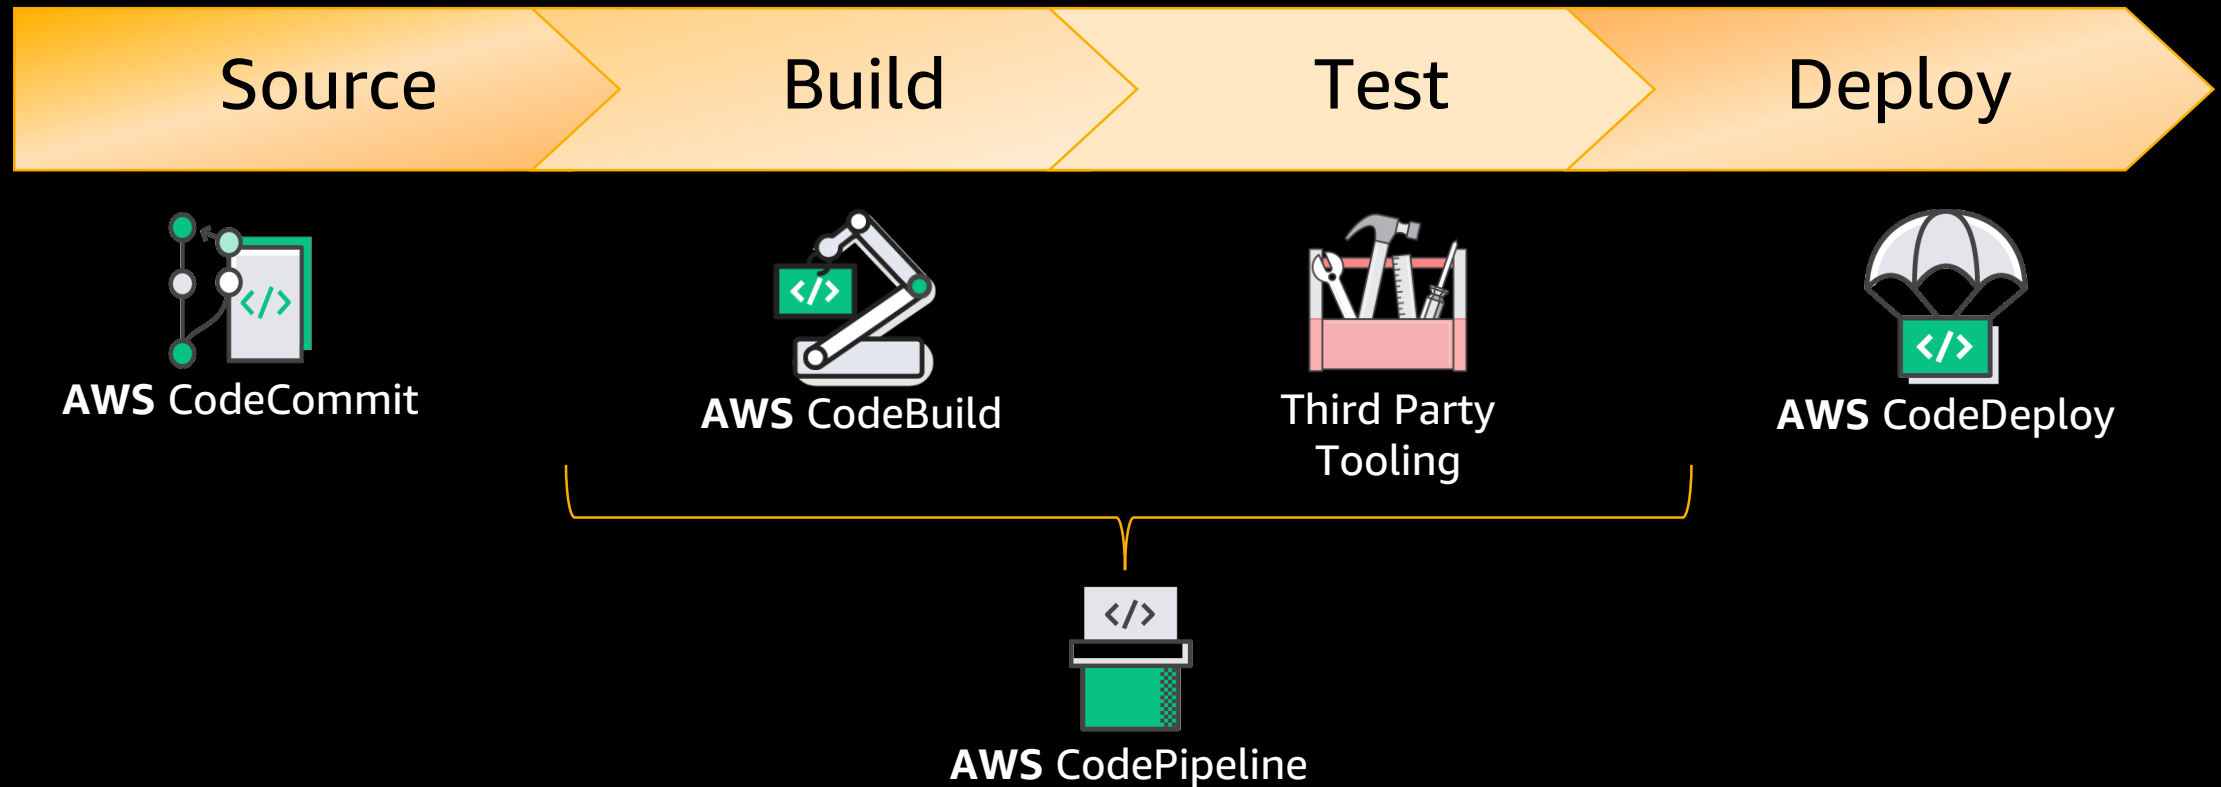 Source
Build
Test
Deploy
</>
</>
</>
AWS CodeCommit
AWS CodeBuild
Third Party
Tooling
AWS CodeDeploy
</>
AWS CodePipeline